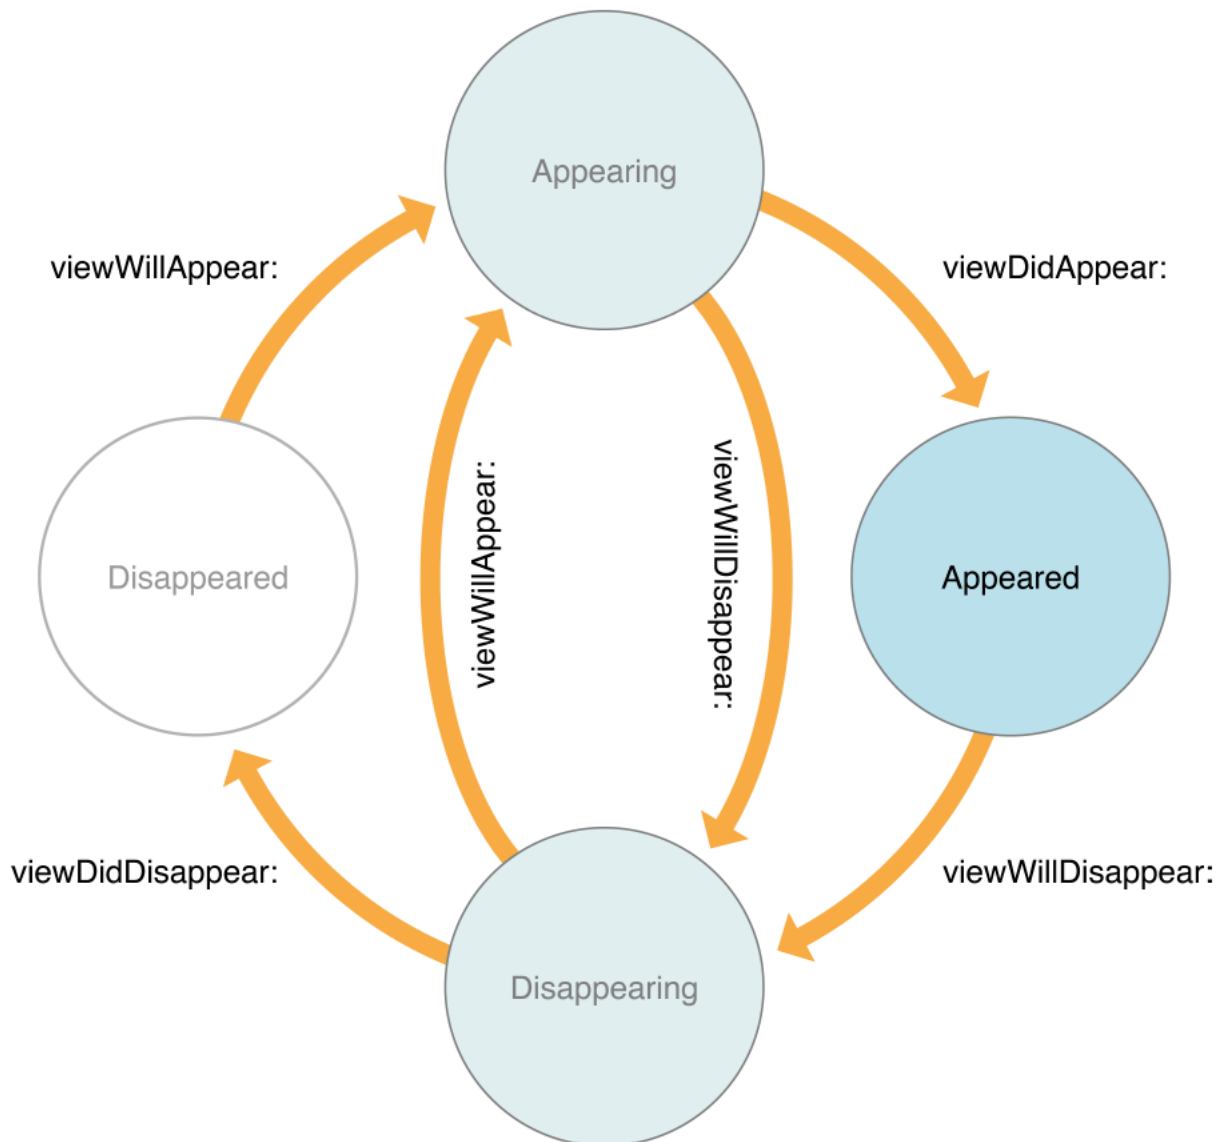 Appearing
viewWillAppear:
viewDidAppear:
viewWillAppear:
viewWillDisappear:
Disappeared
Appeared
viewDidDisappear:
viewWillDisappear:
Disappearing